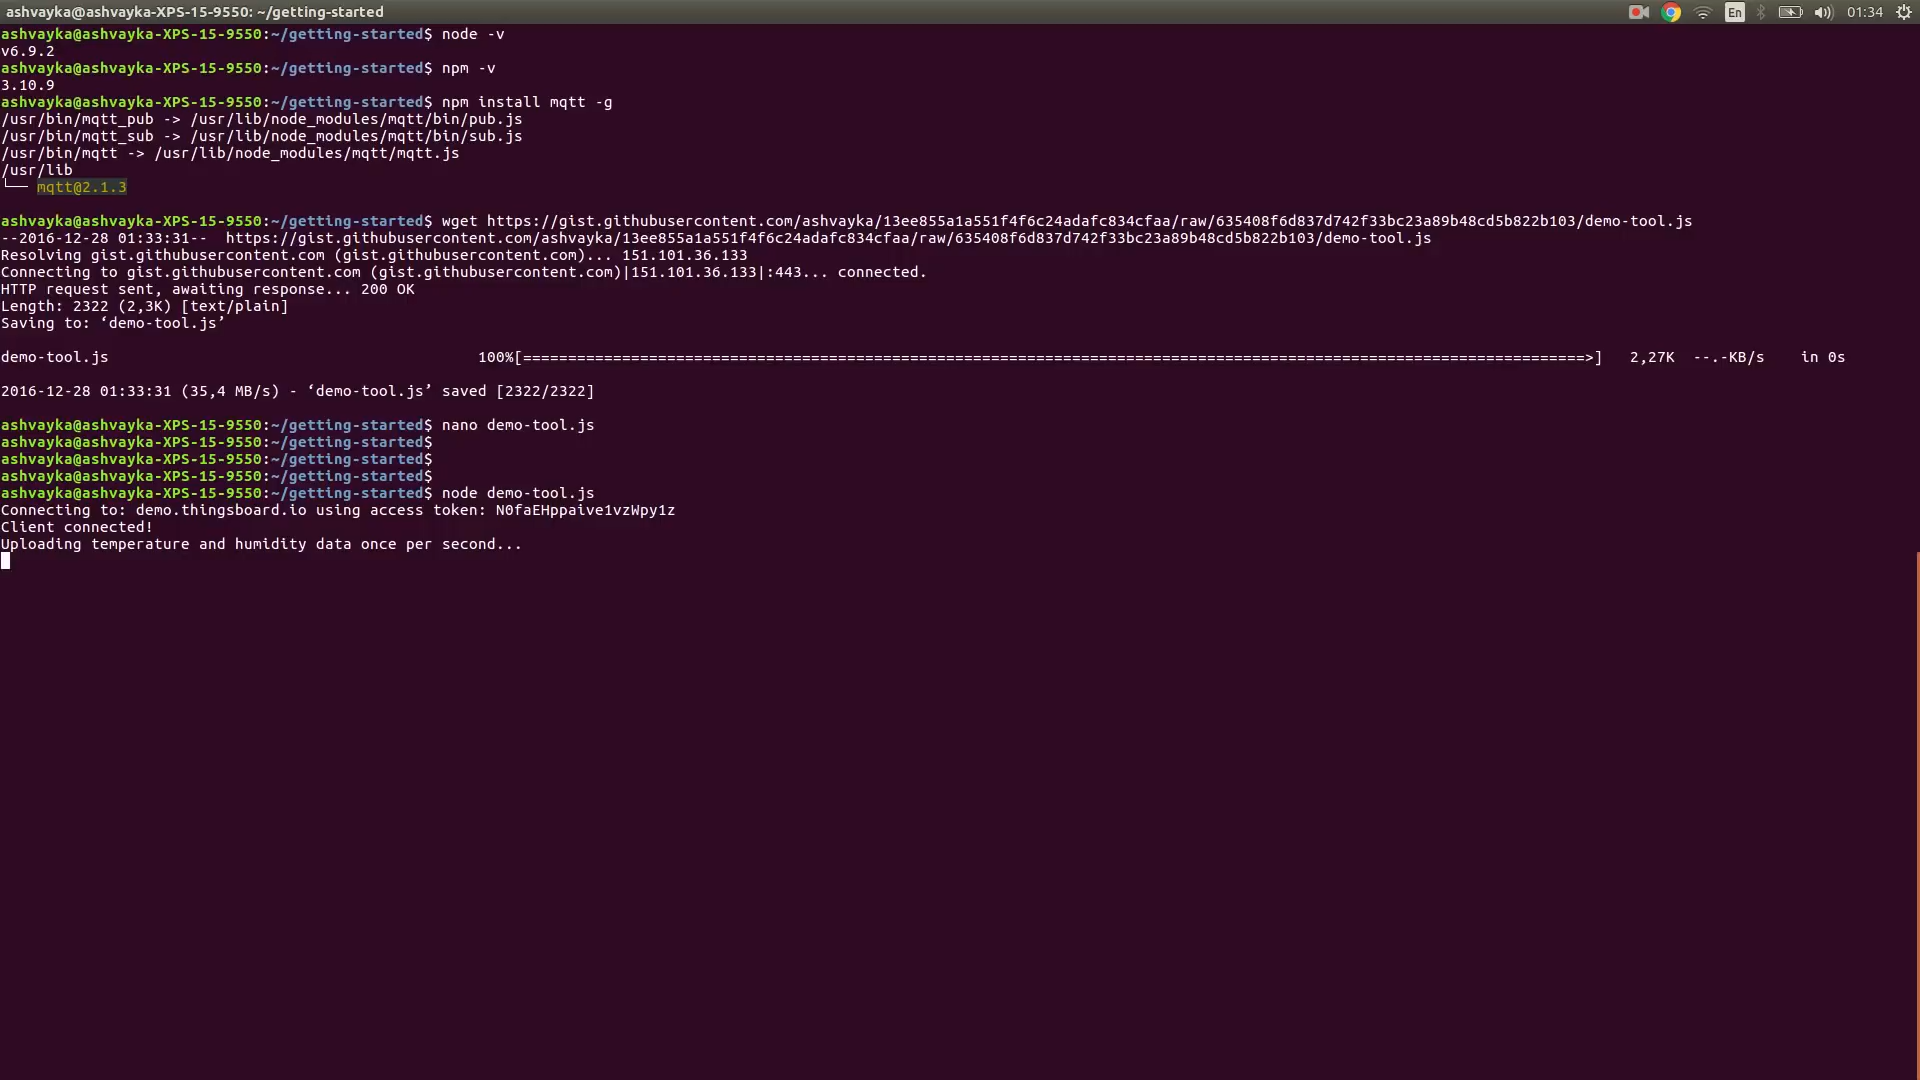 ashvayka@ashvayka-XPS-15-9550: ~/getting-started
En
01:34
ashvayka@ashvayka-XPS-15-9550:~/getting-started$ node -v
v6.9.2
ashvayka@ashvayka-XPS-15-9550:~/getting-started$ npm -v
3.10.9
ashvayka@ashvayka-XPS-15-9550:~/getting-started$ npm install mqtt -g
/usr/bin/mqtt_pub -> /usr/lib/node_modules/mqtt/bin/pub.js
/usr/bin/mqtt_sub -> /usr/lib/node_modules/mqtt/bin/sub.js
/usr/bin/mqtt -> /usr/lib/node_modules/mqtt/mqtt.js
/usr/lib
└── mqtt@2.1.3
ashvayka@ashvayka-XPS-15-9550:~/getting-started$ wget https://gist.githubusercontent.com/ashvayka/13ee855a1a551f4f6c24adafc834cfaa/raw/635408f6d837d742f33bc23a89b48cd5b822b103/demo-tool.js
--2016-12-28 01:33:31--  https://gist.githubusercontent.com/ashvayka/13ee855a1a551f4f6c24adafc834cfaa/raw/635408f6d837d742f33bc23a89b48cd5b822b103/demo-tool.js
Resolving gist.githubusercontent.com (gist.githubusercontent.com)... 151.101.36.133
Connecting to gist.githubusercontent.com (gist.githubusercontent.com)|151.101.36.133|:443... connected.
HTTP request sent, awaiting response... 200 OK
Length: 2322 (2,3K) [text/plain]
Saving to: ‘demo-tool.js’
demo-tool.js 100%[======================================================================================================================>] 2,27K --.-KB/s in 0s
2016-12-28 01:33:31 (35,4 MB/s) - ‘demo-tool.js’ saved [2322/2322]
ashvayka@ashvayka-XPS-15-9550:~/getting-started$ nano demo-tool.js
ashvayka@ashvayka-XPS-15-9550:~/getting-started$
ashvayka@ashvayka-XPS-15-9550:~/getting-started$
ashvayka@ashvayka-XPS-15-9550:~/getting-started$
ashvayka@ashvayka-XPS-15-9550:~/getting-started$ node demo-tool.js
Connecting to: demo.thingsboard.io using access token: N0faEHppaive1vzWpy1z
Client connected!
Uploading temperature and humidity data once per second...